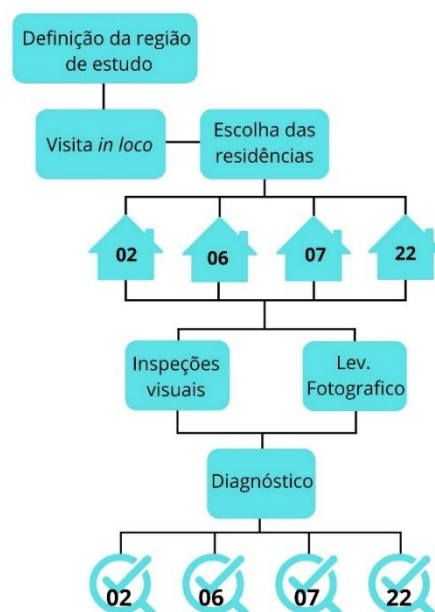 Definição da região
de estudo
Visita in loco
Escolha das
residências
02
06
07
22
Inspeções
visuais
Lev.
Fotografico
Diagnóstico
02
06
07
22